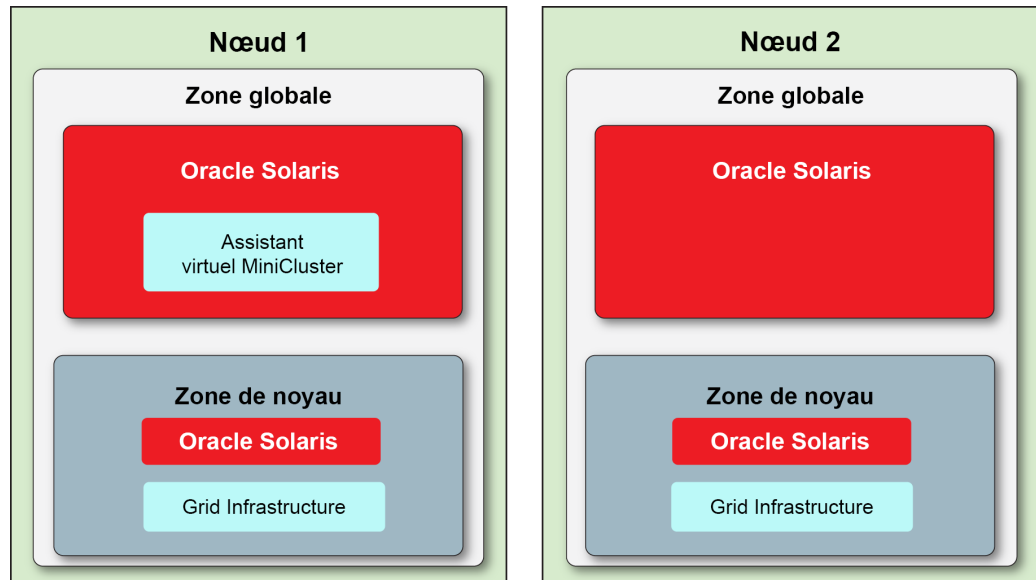 Nœud 1
Zone globale
Oracle Solaris
Assistant
virtuel MiniCluster
Zone de noyau
Oracle Solaris
Grid Infrastructure
Nœud 2
Zone globale
Oracle Solaris
Zone de noyau
Oracle Solaris
Grid Infrastructure